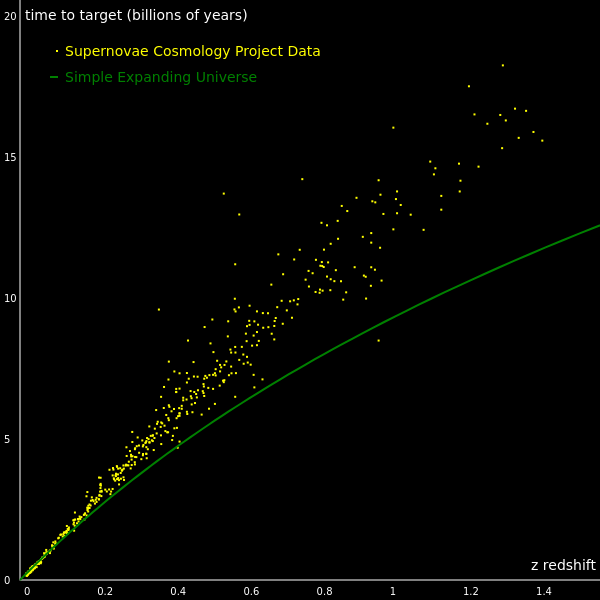 20 time to target (billions of years)
Supernovae Cosmology Project Data
Simple Expanding Universe
15
10
5
z redshift
0
0 0.2 0.4 0.6 0.8 1 1.2 1.4